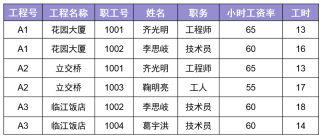 工程号 工程名称 职工号 姓名 职务 小时工资率 工时
A1 花园大厦 1001 齐光明 工程师 65 13
A1 花园大厦 1002 李思岐 技术员 60 16
A2 立交桥 1001 齐光明 工程师 65 13
A2 立交桥 1003 鞠明亮 工人 55 17
A3 临江饭店 1002 李思岐 技术员 60 18
A3 临江饭店 1004 葛宇洪 技术员 60 14